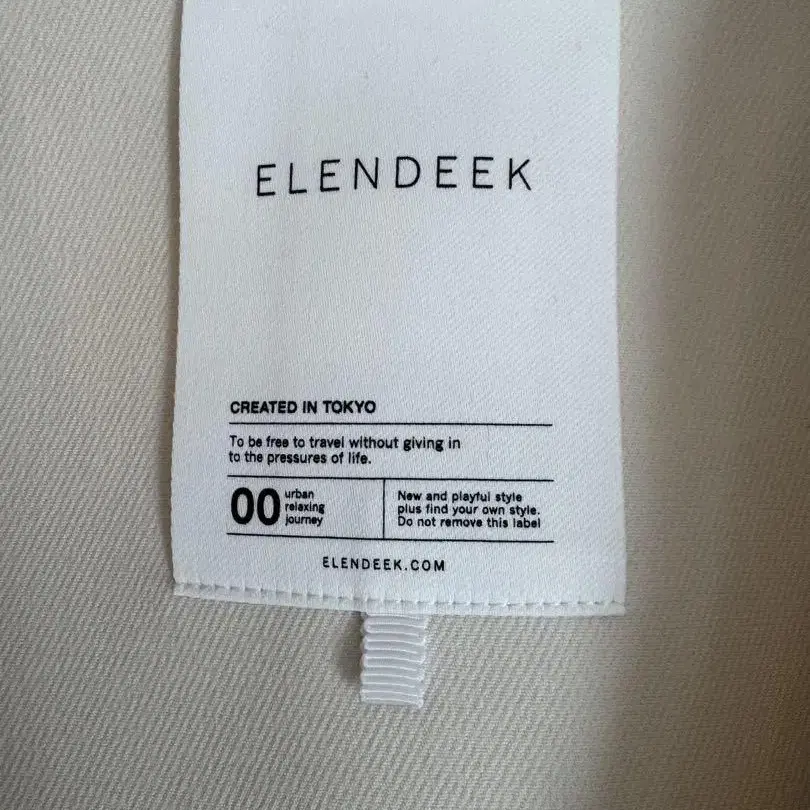 ELENDEEK
CREATED IN TOKYO
To be free to travel without giving in
to the pressures of life.
00
urban
relaxing
journey
New and playful style
plus find your own style.
Do not remove this label
ELENDEEK.COM